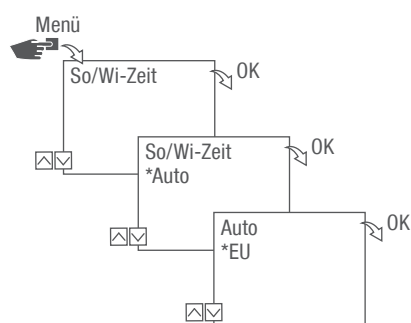 Menü
So/Wi-Zeit
OK
So/Wi-Zeit
*Auto
OK
Auto
*EU
OK